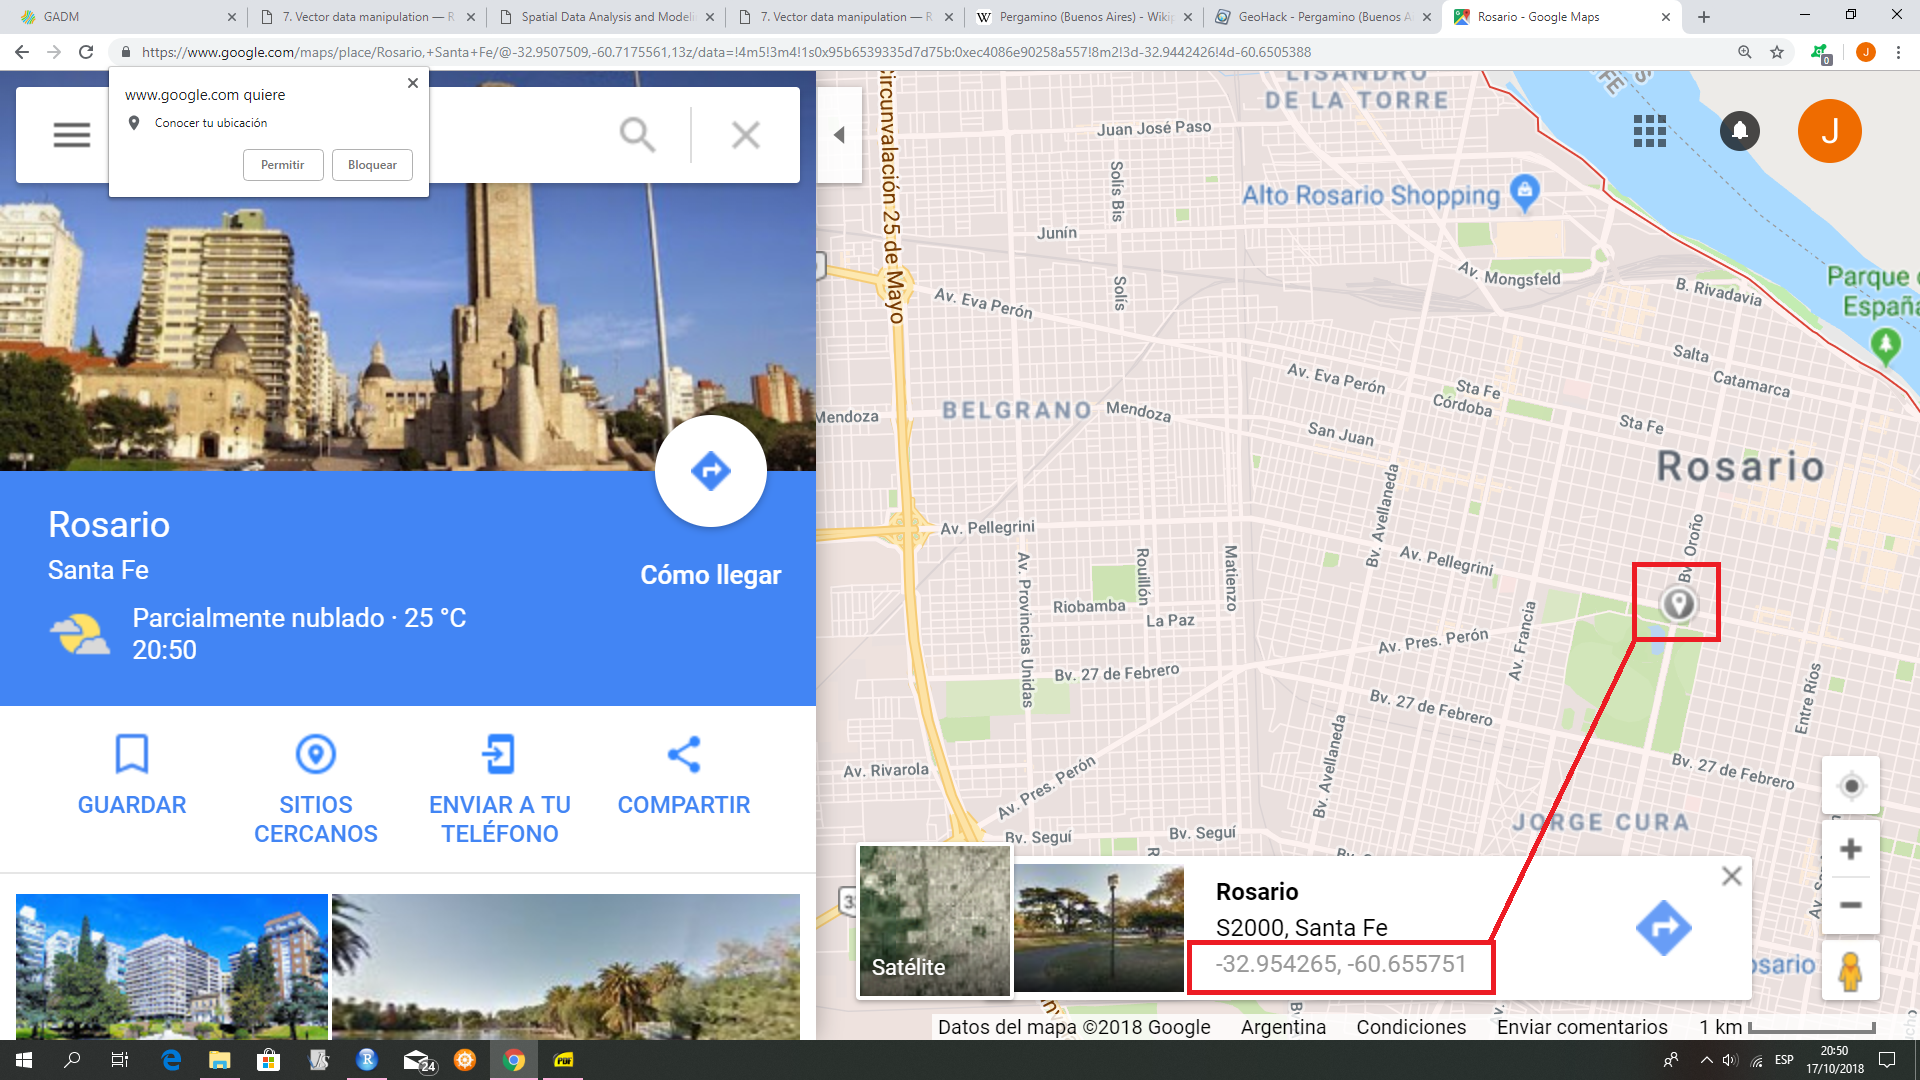 GADM
7. Vector data manipulation — R
Spatial Data Analysis and Modelin
7. Vector data manipulation — R
Pergamino (Buenos Aires) - Wikip
GeoHack - Pergamino (Buenos A
Rosario - Google Maps
https://www.google.com/maps/place/Rosario,+Santa+Fe/@-32.9507509,-60.7175561,13z/data=!4m5!3m4!1s0x95b6539335d7d75b:0xec4086e90258a557!8m2!3d-32.9442426!4d-60.6505388
0
J
www.google.com quiere
Conocer tu ubicación
Permitir
Bloquear
Rosario
Santa Fe
Cómo llegar
Parcialmente nublado · 25 °C
20:50
GUARDAR
SITIOS
CERCANOS
ENVIAR A TU
TELÉFONO
COMPARTIR
LISANDRO
DE LA TORRE
FE
J
Circunvalación 25 de Mayo
Juan José Paso
Solís Bis
Alto Rosario Shopping
Junín
Solís
Av. Mongsfeld
B. Rivadavia
Parque
España
Av. Eva Perón
Av. Eva Perón
Salta
Catamarca
Sta Fe
Córdoba
Mendoza
BELGRANO
Mendoza
San Juan
Sta Fe
Rosario
Av. Pellegrini
Bv. Avellaneda
Av. Pellegrini
Bv. Oroño
Av. Provincias Unidas
Rouillón
Matienzo
Riobamba
La Paz
Av. Pres. Perón
Av. Francia
Bv. 27 de Febrero
Bv. 27 de Febrero
Entre Ríos
Bv. Avellaneda
Av. Rivarola
Av. Pres. Perón
Bv. 27 de Febrero
Bv. Seguí
Bv. Seguí
JORGE CURA
Satélite
Rosario
S2000, Santa Fe
-32.954265, -60.655751
Datos del mapa ©2018 Google
Argentina
Condiciones
Enviar comentarios
1 km
24
PDF
ESP
20:50
17/10/2018